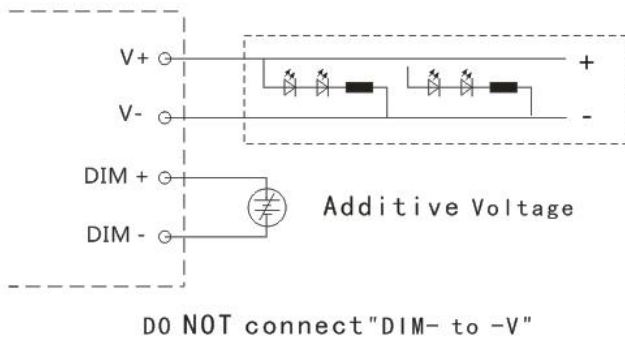 V+
+
V-
-
DIM +
Additive Voltage
DIM -
DO NOT connect"DIM- to -V"